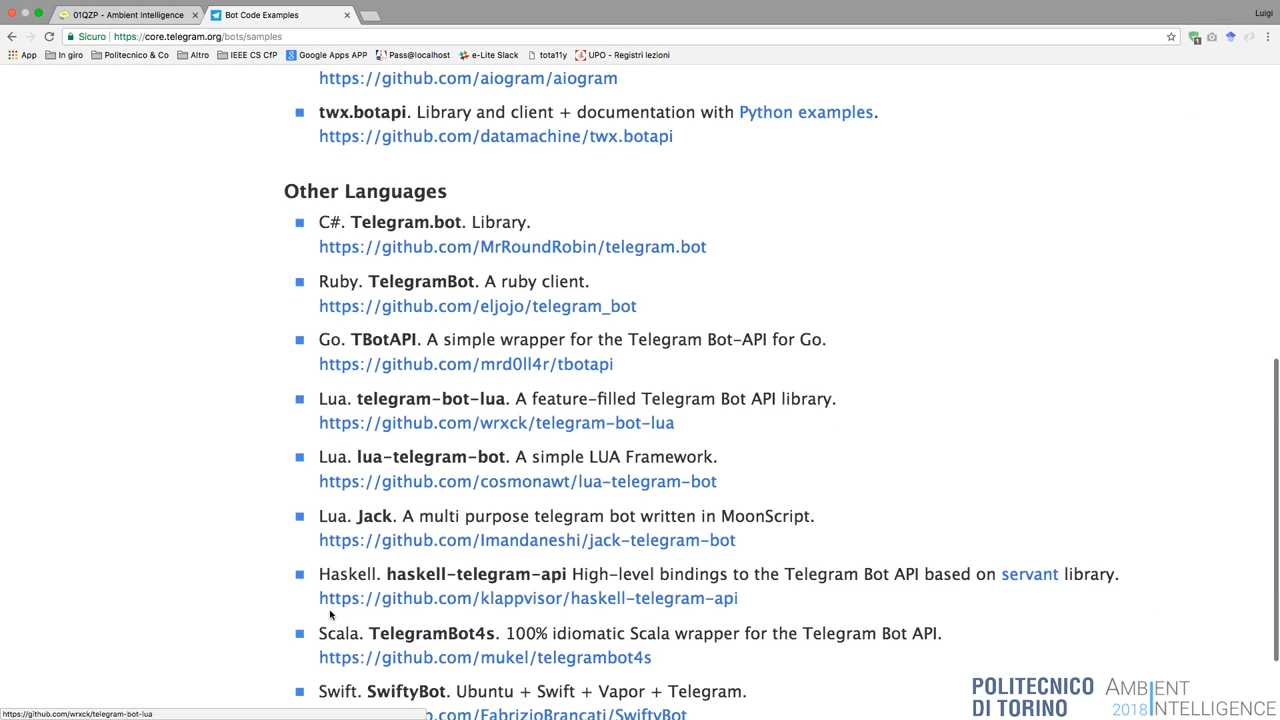 01QZP - Ambient Intelligence
Bot Code Examples
Luigi
Sicuro
https://core.telegram.org/bots/samples
App
In giro
Politecnico & Co
Altro
IEEE CS CfP
Google Apps APP
Pass@localhost
e-Lite Slack
tota11y
UPO - Registri lezioni
https://github.com/aiogram/aiogram
twx.botapi. Library and client + documentation with Python examples.
https://github.com/datamachine/twx.botapi
Other Languages
C#. Telegram.bot. Library.
https://github.com/MrRoundRobin/telegram.bot
Ruby. TelegramBot. A ruby client.
https://github.com/eljojo/telegram_bot
Go. TBotAPI. A simple wrapper for the Telegram Bot-API for Go.
https://github.com/mrd0ll4r/tbotapi
Lua. telegram-bot-lua. A feature-filled Telegram Bot API library.
https://github.com/wrxck/telegram-bot-lua
Lua. lua-telegram-bot. A simple LUA Framework.
https://github.com/cosmonawt/lua-telegram-bot
Lua. Jack. A multi purpose telegram bot written in MoonScript.
https://github.com/Imandaneshi/jack-telegram-bot
Haskell. haskell-telegram-api High-level bindings to the Telegram Bot API based on servant library.
https://github.com/klappvisor/haskell-telegram-api
Scala. TelegramBot4s. 100% idiomatic Scala wrapper for the Telegram Bot API.
https://github.com/mukel/telegrambot4s
Swift. SwiftyBot. Ubuntu + Swift + Vapor + Telegram.
b.com/FabrizioBrancati/SwiftyBot
https://github.com/wrxck/telegram-bot-lua
POLITECNICO
DI TORINO
AMBIENT
2018 INTELLIGENCE